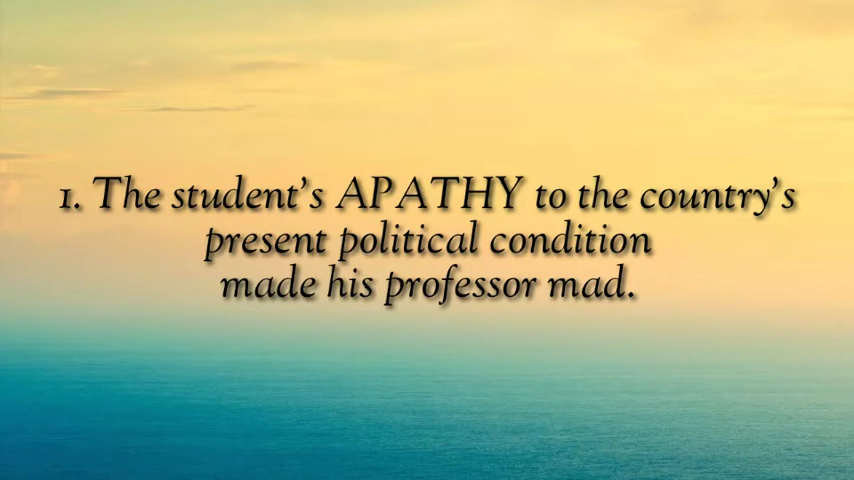 1. The student’s APATHY to the country’s
present political condition
made his professor mad.